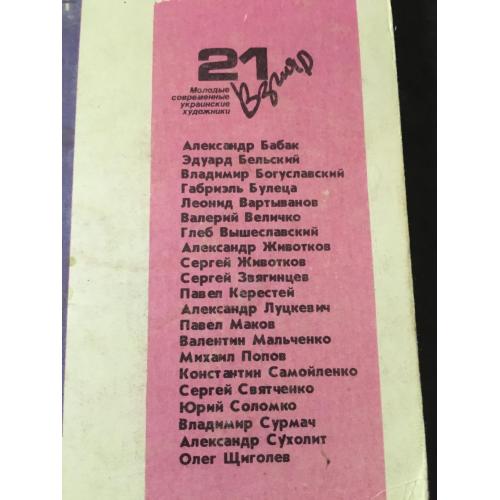 21
Взгляд
Молодые
современные
украинские
художники
Александр Бабак
Эдуард Бельский
Владимир Богуславский
Габриэль Булеца
Леонид Вартыванов
Валерий Величко
Глеб Вышеславский
Александр Животков
Сергей Животков
Сергей Звягинцев
Павел Керестей
Александр Луцкевич
Павел Маков
Валентин Мальченко
Михаил Попов
Константин Самойленко
Сергей Святченко
Юрий Соломко
Владимир Сурмач
Александр Сухолит
Олег Щиголев